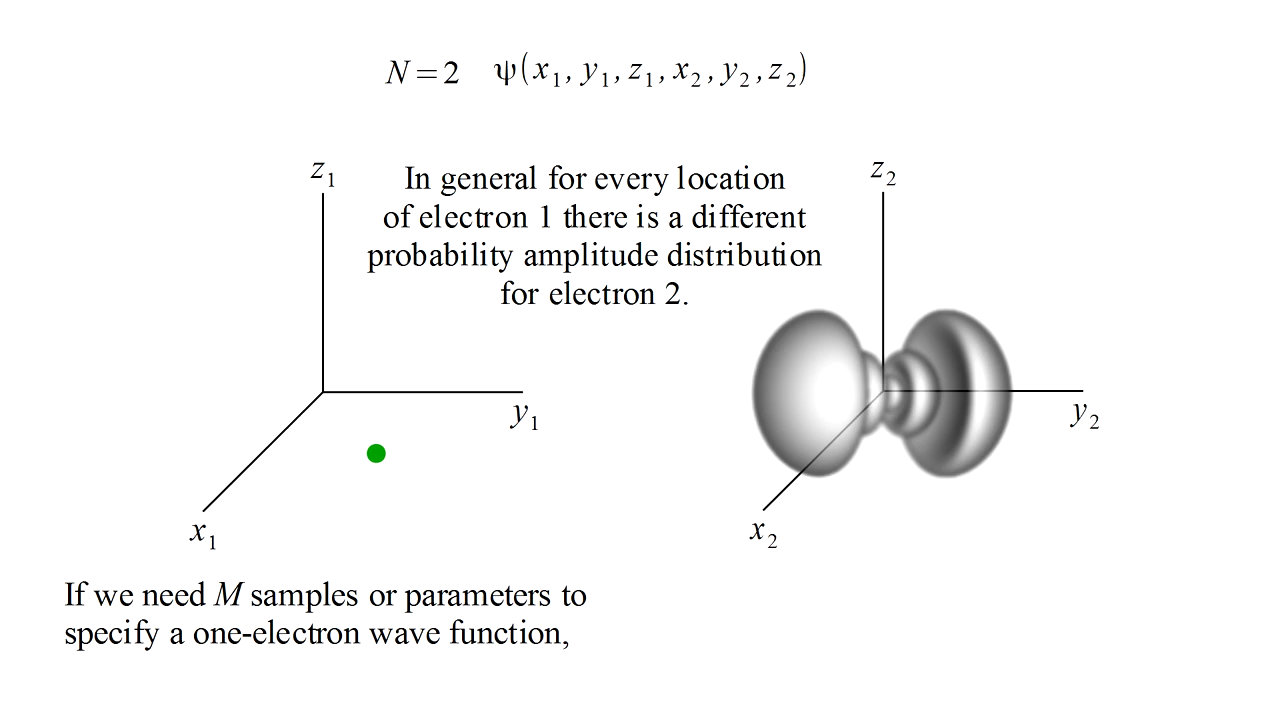 N=2 ψ(x₁, y₁, z₁, x₂, y₂, z₂)
z₁
In general for every location
of electron 1 there is a different
probability amplitude distribution
for electron 2.
z₂
y₁
y₂
x₁
x₂
If we need M samples or parameters to
specify a one-electron wave function,